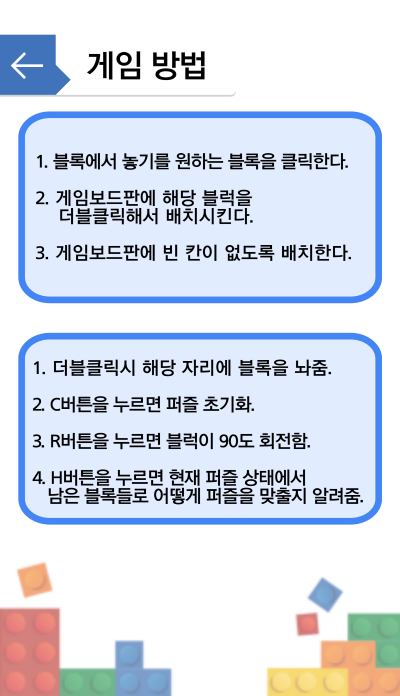 게임 방법
1. 블록에서 놓기를 원하는 블록을 클릭한다.
2. 게임보드판에 해당 블럭을
더블클릭해서 배치시킨다.
3. 게임보드판에 빈 칸이 없도록 배치한다.
1. 더블클릭시 해당 자리에 블록을 놔줌.
2. C버튼을 누르면 퍼즐 초기화.
3. R버튼을 누르면 블럭이 90도 회전함.
4. H버튼을 누르면 현재 퍼즐 상태에서
남은 블록들로 어떻게 퍼즐을 맞출지 알려줌.